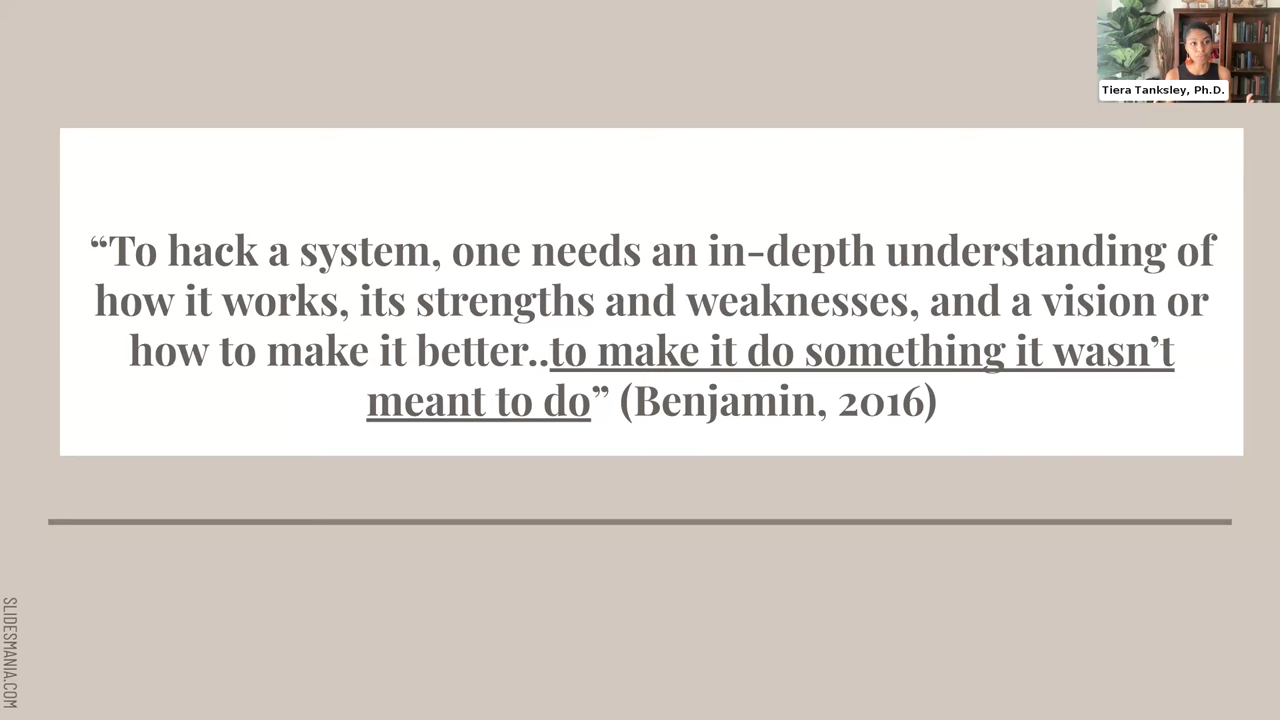 Tiera Tanksley, Ph.D.
“To hack a system, one needs an in-depth understanding of
how it works, its strengths and weaknesses, and a vision or
how to make it better..to make it do something it wasn’t
meant to do” (Benjamin, 2016)
SLIDESMANIA.COM